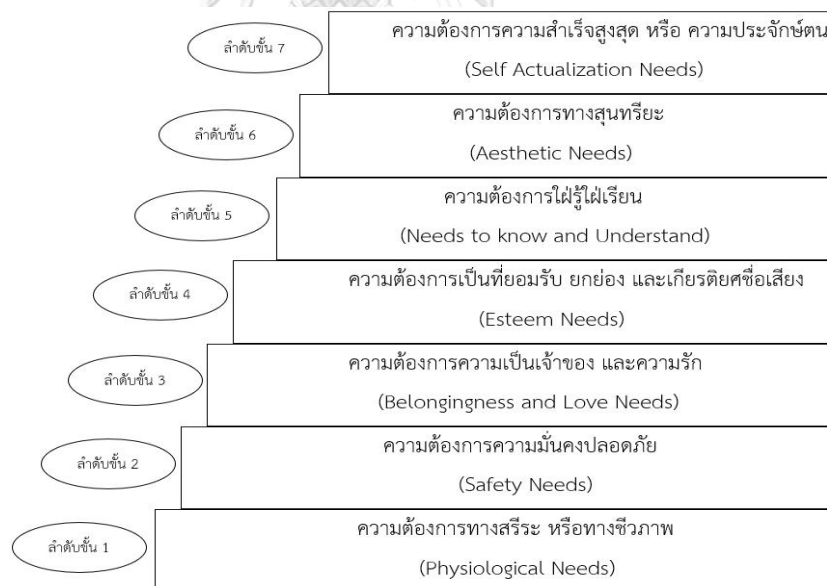 ลำดับขั้น 7
ความต้องการความสำเร็จสูงสุด หรือ ความประจักษ์ตน
(Self Actualization Needs)
ลำดับขั้น 6
ความต้องการทางสุนทรียะ
(Aesthetic Needs)
ลำดับขั้น 5
ความต้องการใฝ่รู้ใฝ่เรียน
(Needs to know and Understand)
ลำดับขั้น 4
ความต้องการเป็นที่ยอมรับ ยกย่อง และเกียรติยศชื่อเสียง
(Esteem Needs)
ลำดับขั้น 3
ความต้องการความเป็นเจ้าของ และความรัก
(Belongingness and Love Needs)
ลำดับขั้น 2
ความต้องการความมั่นคงปลอดภัย
(Safety Needs)
ลำดับขั้น 1
ความต้องการทางสรีระ หรือทางชีวภาพ
(Physiological Needs)